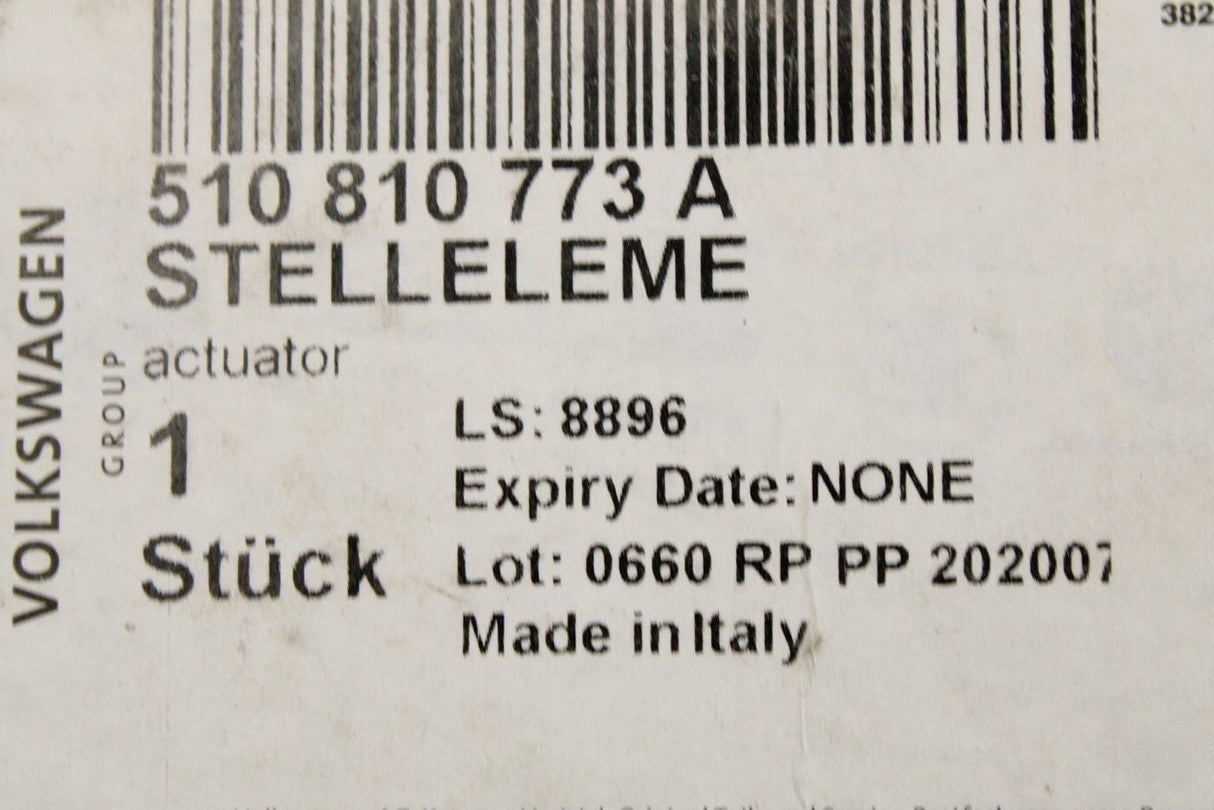 382
510 810 773 A
STELLELEME
actuator
1
Stück
LS: 8896
Expiry Date: NONE
Lot: 0660 RP PP 202007
Made in Italy
VOLKSWAGEN
GROUP